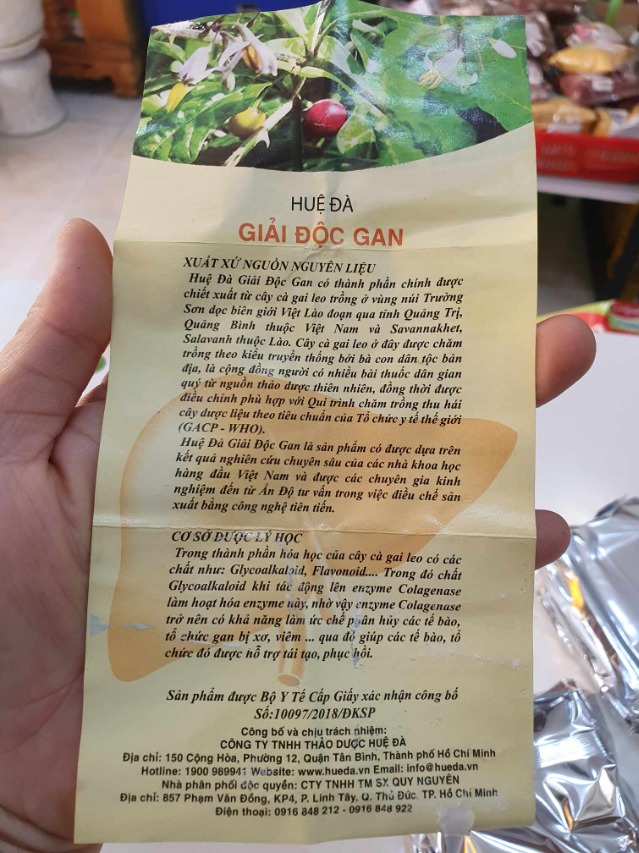 HUỆ ĐÀ
GIẢI ĐỘC GAN
XUẤT XỨ NGUỒN NGUYÊN LIỆU
Huệ Đà Giải Độc Gan có thành phần chính được
chiết xuất từ cây cà gai leo trồng ở vùng núi Trường
Sơn dọc biên giới Việt Lào đoạn qua tỉnh Quảng Trị,
Quảng Bình thuộc Việt Nam và Savannakhet,
Salavanh thuộc Lào. Cây cà gai leo ở đây được chăm
trồng theo kiểu truyền thống bởi bà con dân tộc bản
địa, là cộng đồng người có nhiều bài thuốc dân gian
quý từ nguồn thảo dược thiên nhiên, đồng thời được
điều chỉnh phù hợp với Qui trình chăm trồng thu hái
cây dược liệu theo tiêu chuẩn của Tổ chức y tế thế giới
(GACP - WHO).
Huệ Đà Giải Độc Gan là sản phẩm có được dựa trên
kết quả nghiên cứu chuyên sâu của các nhà khoa học
hàng đầu Việt Nam và được các chuyên gia kinh
nghiệm đến từ Ấn Độ tư vấn trong việc điều chế sản
xuất bằng công nghệ tiên tiến.
CƠ SỞ DƯỢC LÝ HỌC
Trong thành phần hóa học của cây cà gai leo có các
chất như: Glycoalkaloid, Flavonoid.... Trong đó chất
Glycoalkaloid khi tác động lên enzyme Colagenase
làm hoạt hóa enzyme này, nhờ vậy enzyme Colagenase
trở nên có khả năng làm ức chế phân hủy các tế bào,
tổ chức gan bị xơ, viêm ... qua đó giúp các tế bào, tổ
chức đó được hỗ trợ tái tạo, phục hồi.
Sản phẩm được Bộ Y Tế Cấp Giấy xác nhận công bố
Số:10097/2018/ĐKSP
Công bố và chịu trách nhiệm:
CÔNG TY TNHH THẢO DƯỢC HUỆ ĐÀ
Địa chỉ: 150 Cộng Hòa, Phường 12, Quận Tân Bình, Thành phố Hồ Chí Minh
Hotline: 1900 989941 Website: www.hueda.vn Email: info@hueda.vn
Nhà phân phối độc quyền: CTY TNHH TM SX QUY NGUYÊN
Địa chỉ: 857 Phạm Văn Đồng, KP4, P. Linh Tây, Q. Thủ Đức. TP. Hồ Chí Minh
Điện thoại: 0916 848 212 - 0916 848 922